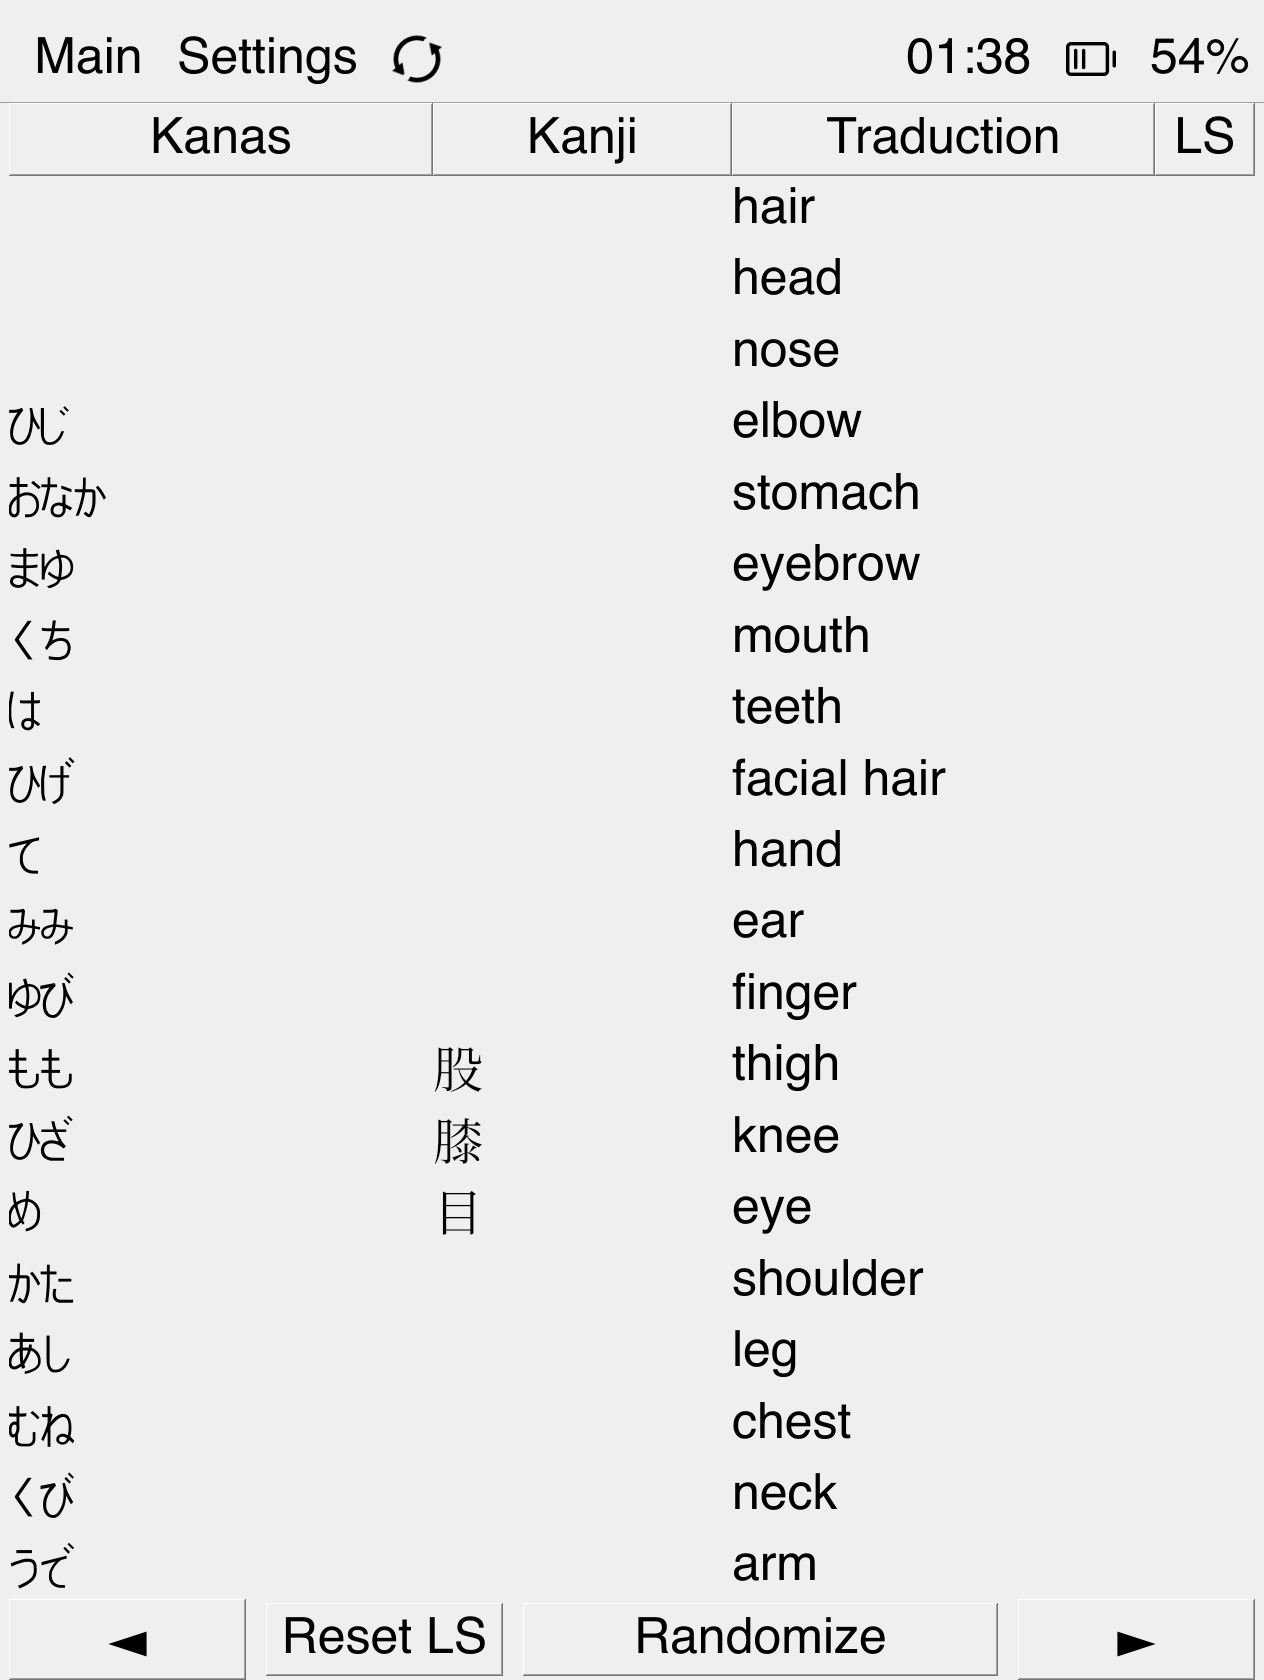 Main Settings 01:38 54%
Kanas Kanji Traduction LS
hair
head
nose
ひじ elbow
おなか stomach
まゆ eyebrow
くち mouth
は teeth
ひげ facial hair
て hand
みみ ear
ゆび finger
もも 股 thigh
ひざ 膝 knee
め 目 eye
かた shoulder
あし leg
むね chest
くび neck
うで arm
◄ Reset LS Randomize ►